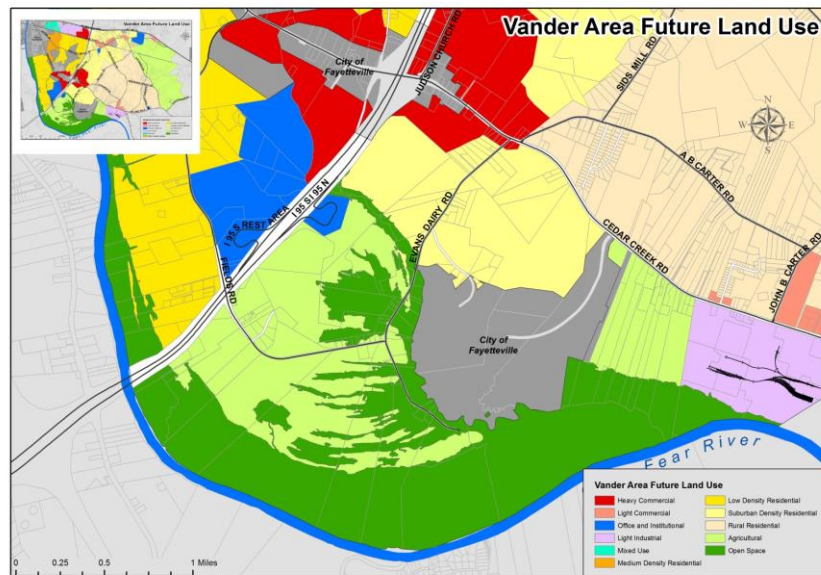 Vander Area Future Land Use
City of
Fayetteville
JUDSON CHURCH RD
SIDS MILL RD
N
W E
S
A B CARTER RD
I 95 S I 95 N
I 95 S REST AREA
EVANS DAIRY RD
CEDAR CREEK RD
FIELDS RD
JOHN B CARTER RD
City of
Fayetteville
Fear River
Vander Area Future Land Use
Heavy Commercial
Light Commercial
Office and Institutional
Light Industrial
Mixed Use
Medium Density Residential
Low Density Residential
Suburban Density Residential
Rural Residential
Agricultural
Open Space
0 0.25 0.5 1 Miles